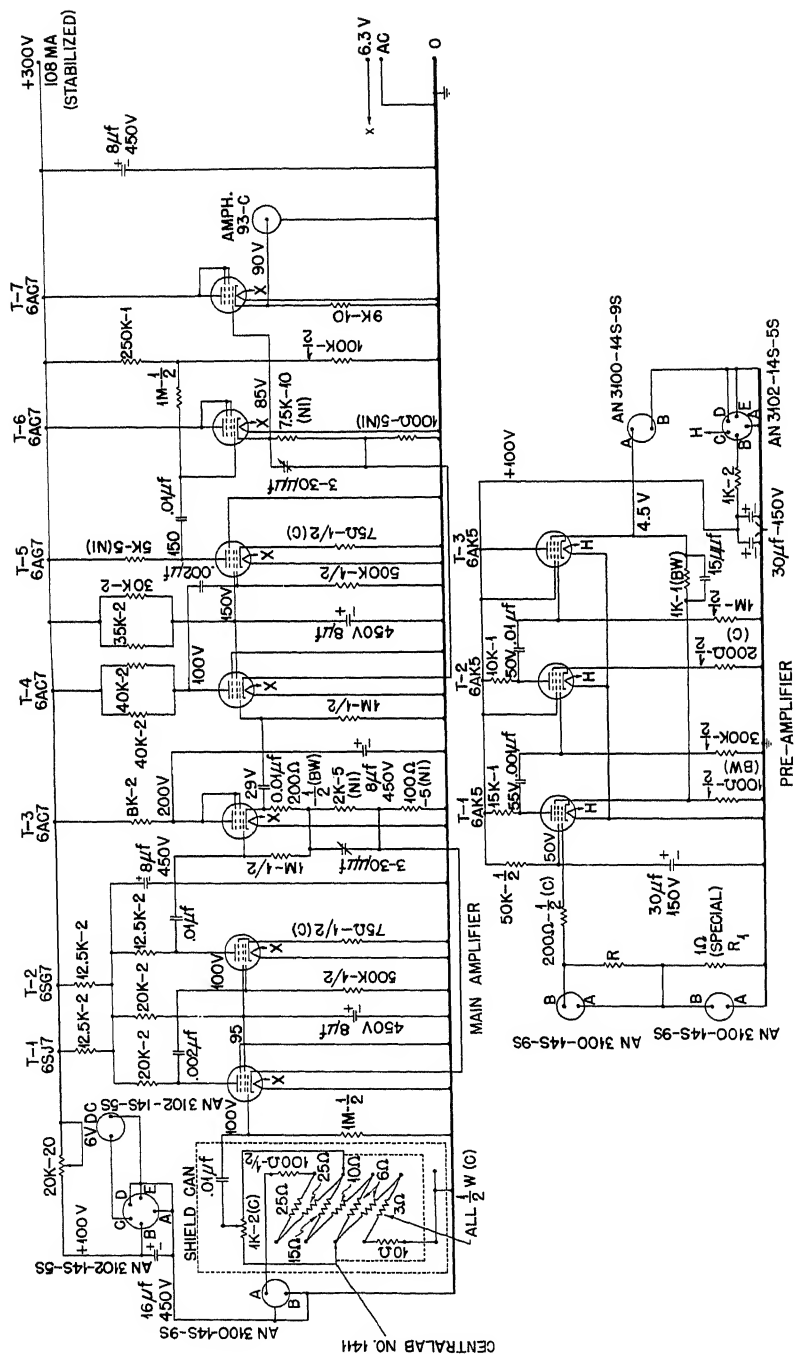 +300V
108 MA
(STABILIZED)
8µf
450V
6.3 V
AC
X
O
T-7
6AG7
AMPH.
93-C
90V
X
9K-10
250K-1
100K-1/2
1M-1/2
T-6
6AG7
85V
X
7.5K-10
(NI)
100Ω-5(NI)
3-30µµf
.01µf
T-5
6AG7
5K-5(NI)
150
.002µf
150V
X
75Ω-1/2(C)
500K-1/2
30K-2
35K-2
8µf
450V
T-4
6AC7
40K-2
40K-2
100V
X
1M-1/2
T-3
6AC7
8K-2
200V
29V
X
0.01µf
200Ω
-1/2(BW)
2K-5
(NI)
8µf
450V
100Ω
-5(NI)
3-30µµf
1M-1/2
8µf
450V
.01µf
T-2
6SG7
12.5K-2
12.5K-2
20K-2
100V
X
75Ω-1/2(C)
500K-1/2
8µf
450V
T-1
6SJ7
12.5K-2
20K-2
.002µf
95
100V
X
1M-1/2
MAIN AMPLIFIER
AN 3102-14S-5S
6V.DC
20K-20
+100V
A
B
C
D
E
AN 3102-14S-5S
16µf
450V
SHIELD CAN
.01µf
1K-2(C)
100Ω-1/2
25Ω
25Ω
15Ω
10Ω
6Ω
3Ω
10Ω
ALL 1/2 W (C)
A
B
AN 3100-14S-9S
CENTRALAB NO. 1411
AN 3100-14S-9S
A
B
AN 3102-14S-5S
A
B
C
D
E
H
1K-2
+100V
4.5 V
30µf-150V
T-3
6AK5
H
1K-1(BW)
15µµf
1M-1/2
(C)
.01µf
T-2
6AK5
10K-1
50V
H
200Ω-1/2
300K-1/2
.001µf
T-1
6AK5
15K-1
55V
50V
H
100Ω-1/2
(BW)
50K-1/2
30µf
150V
200Ω-1/2(C)
R
1Ω
(SPECIAL)
R1
B
A
AN 3100-14S-9S
B
A
AN 3100-14S-9S
PRE-AMPLIFIER